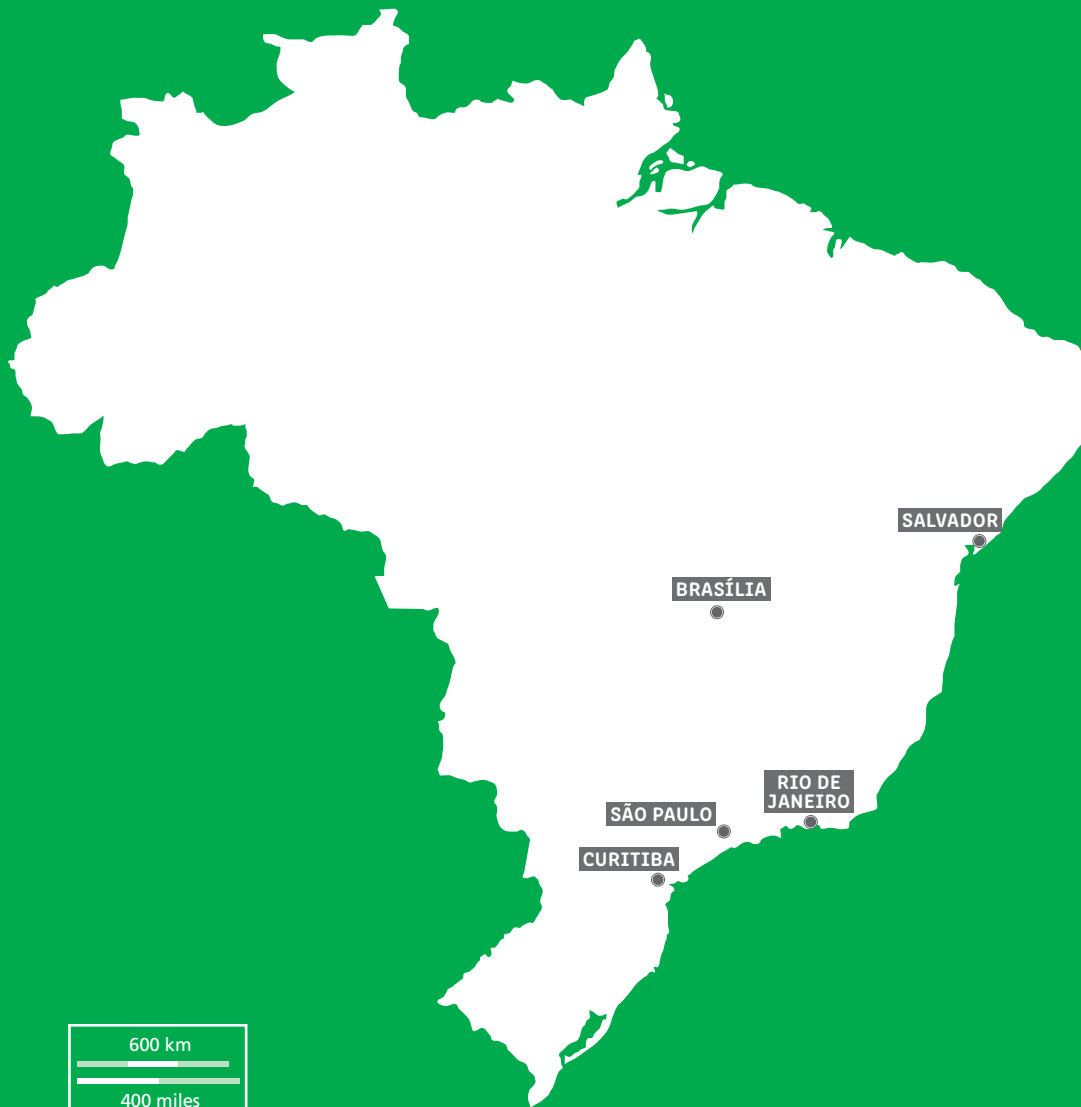 SALVADOR
BRASÍLIA
RIO DE
JANEIRO
SÃO PAULO
CURITIBA
600 km
400 miles